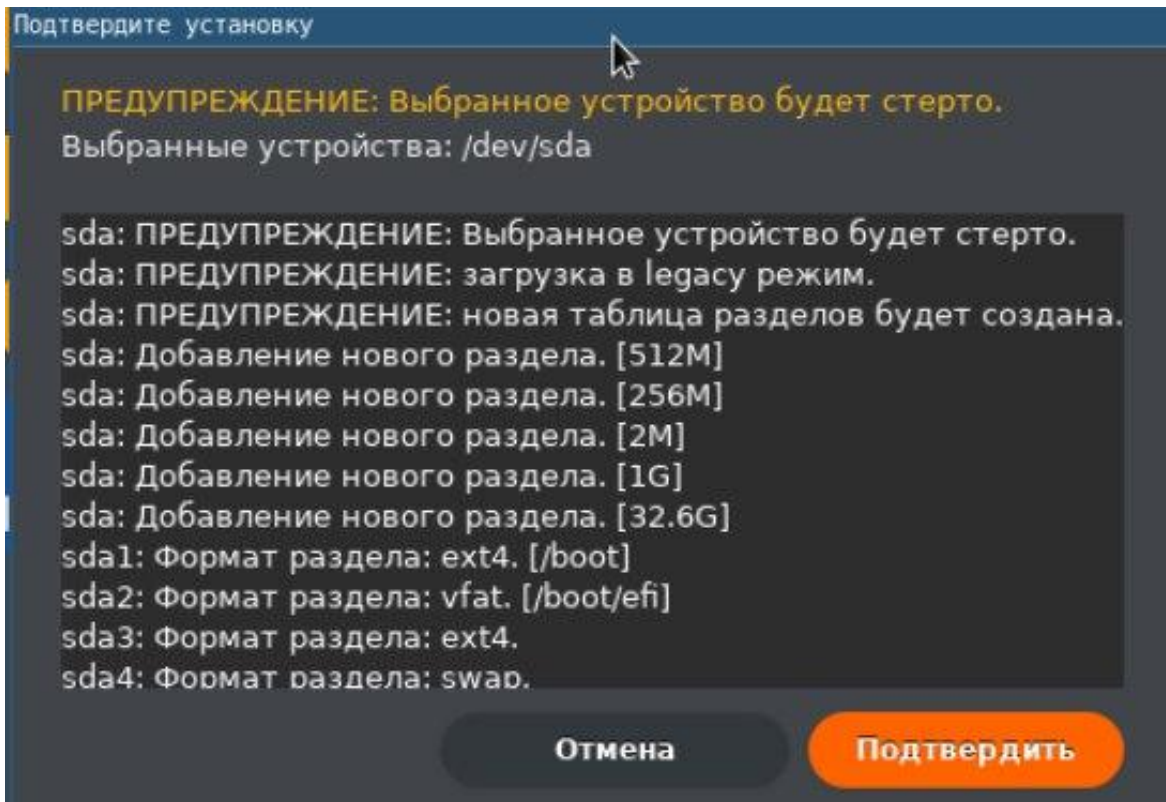 Подтвердите установку
ПРЕДУПРЕЖДЕНИЕ: Выбранное устройство будет стерто.
Выбранные устройства: /dev/sda
sda: ПРЕДУПРЕЖДЕНИЕ: Выбранное устройство будет стерто.
sda: ПРЕДУПРЕЖДЕНИЕ: загрузка в legacy режим.
sda: ПРЕДУПРЕЖДЕНИЕ: новая таблица разделов будет создана.
sda: Добавление нового раздела. [512M]
sda: Добавление нового раздела. [256M]
sda: Добавление нового раздела. [2M]
sda: Добавление нового раздела. [1G]
sda: Добавление нового раздела. [32.6G]
sda1: Формат раздела: ext4. [/boot]
sda2: Формат раздела: vfat. [/boot/efi]
sda3: Формат раздела: ext4.
sda4: Формат раздела: swap.
Отмена
Подтвердить